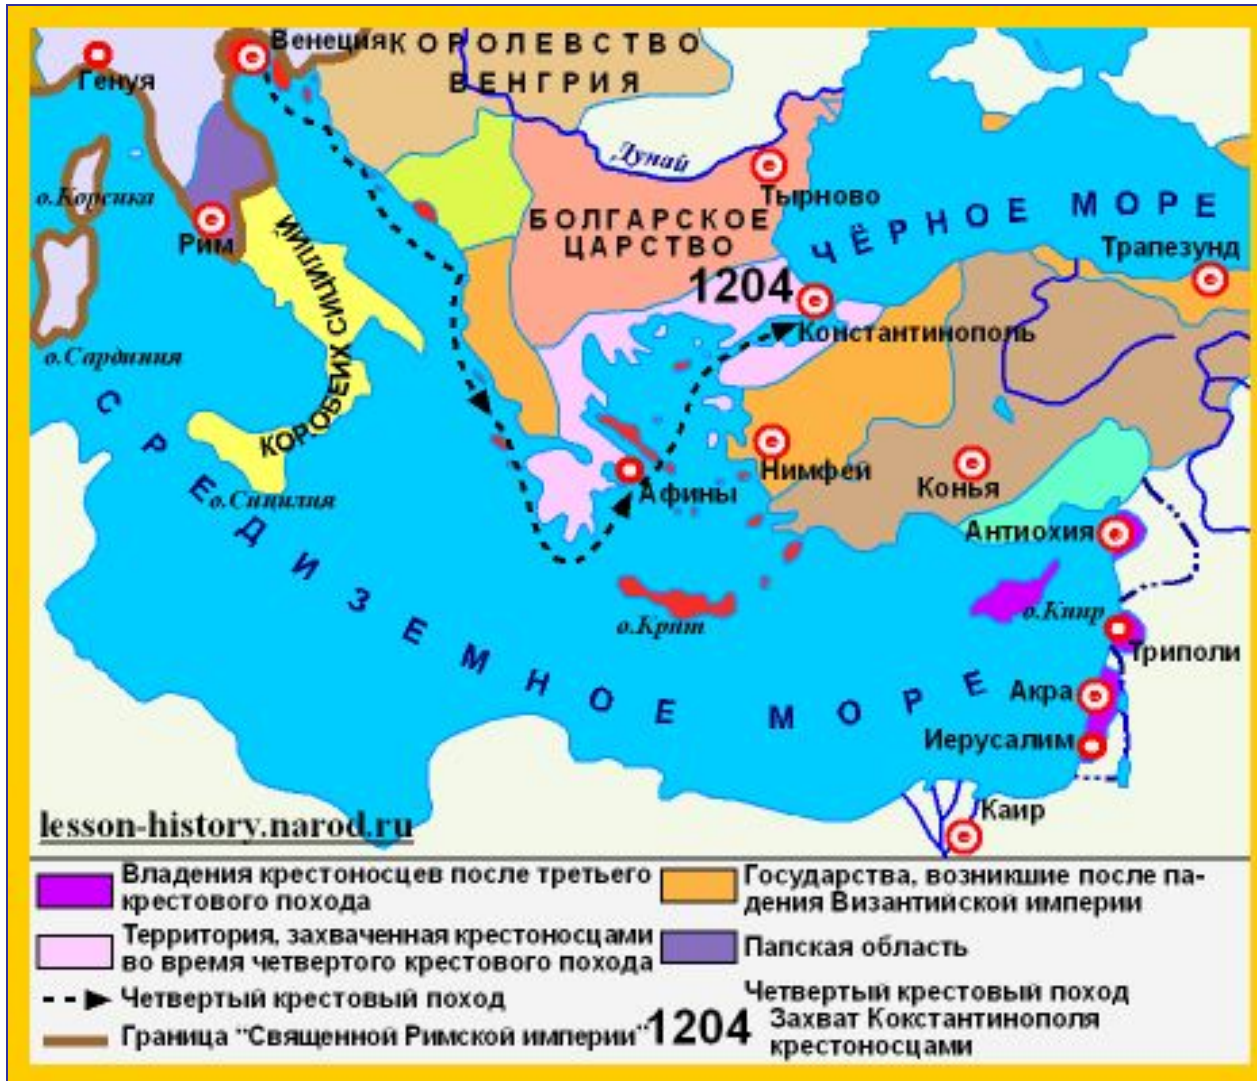 Венеция
КОРОЛЕВСТВО
ВЕНГРИЯ
Генуя
Дунай
Тырново
о.Корсика
Рим
БОЛГАРСКОЕ
ЦАРСТВО
ЧЁРНОЕ МОРЕ
Трапезунд
1204
Константинополь
КОРОБЕИХ СИЦИЛИЙ
о.Сардиния
СРЕДИЗЕМНОЕ МОРЕ
о.Сицилия
Афины
Нимфей
Конья
Антиохия
о.Крит
о.Кипр
Триполи
Акра
Иерусалим
Каир
lesson-history.narod.ru
Владения крестоносцев после третьего
крестового похода
Территория, захваченная крестоносцами
во время четвертого крестового похода
Четвертый крестовый поход
Граница "Священной Римской империи"
Государства, возникшие после па-
дения Византийской империи
Папская область
1204
Четвертый крестовый поход
Захват Кокстантинополя
крестоносцами